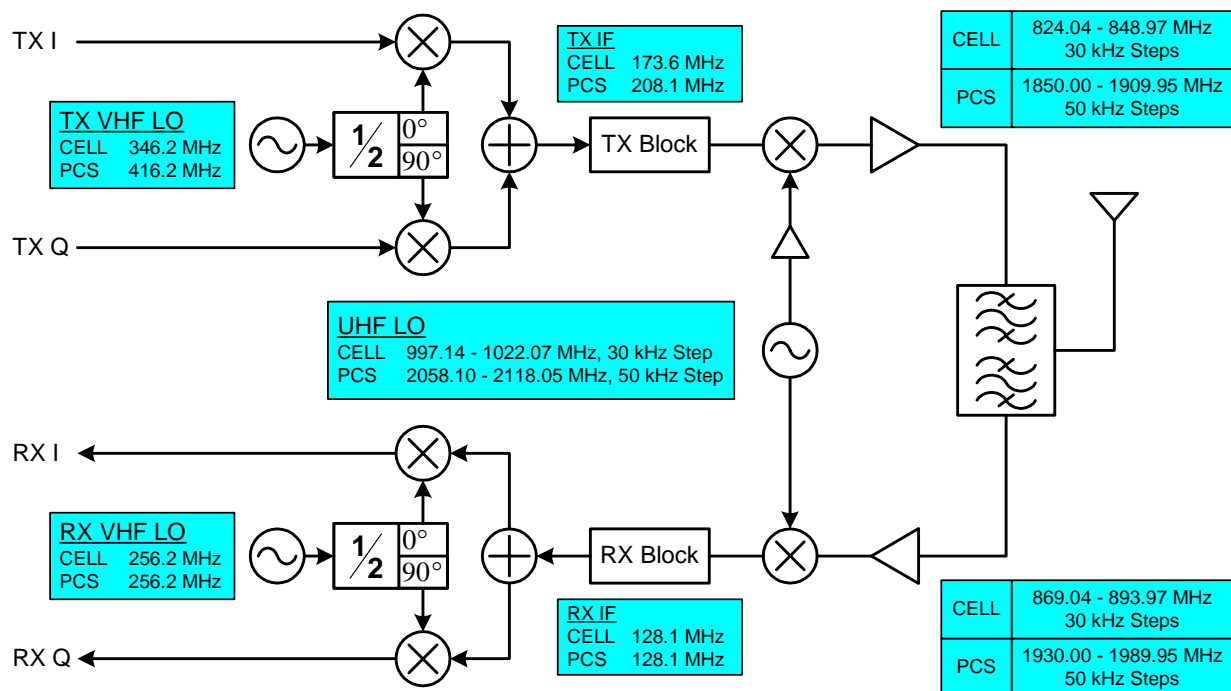 TX I
TX VHF LO
CELL 346.2 MHz
PCS 416.2 MHz
1/2
0°
90°
TX Q
TX IF
CELL 173.6 MHz
PCS 208.1 MHz
TX Block
CELL 824.04 - 848.97 MHz
30 kHz Steps
PCS 1850.00 - 1909.95 MHz
50 kHz Steps
UHF LO
CELL 997.14 - 1022.07 MHz, 30 kHz Step
PCS 2058.10 - 2118.05 MHz, 50 kHz Step
RX I
RX VHF LO
CELL 256.2 MHz
PCS 256.2 MHz
1/2
0°
90°
RX Q
RX Block
RX IF
CELL 128.1 MHz
PCS 128.1 MHz
CELL 869.04 - 893.97 MHz
30 kHz Steps
PCS 1930.00 - 1989.95 MHz
50 kHz Steps